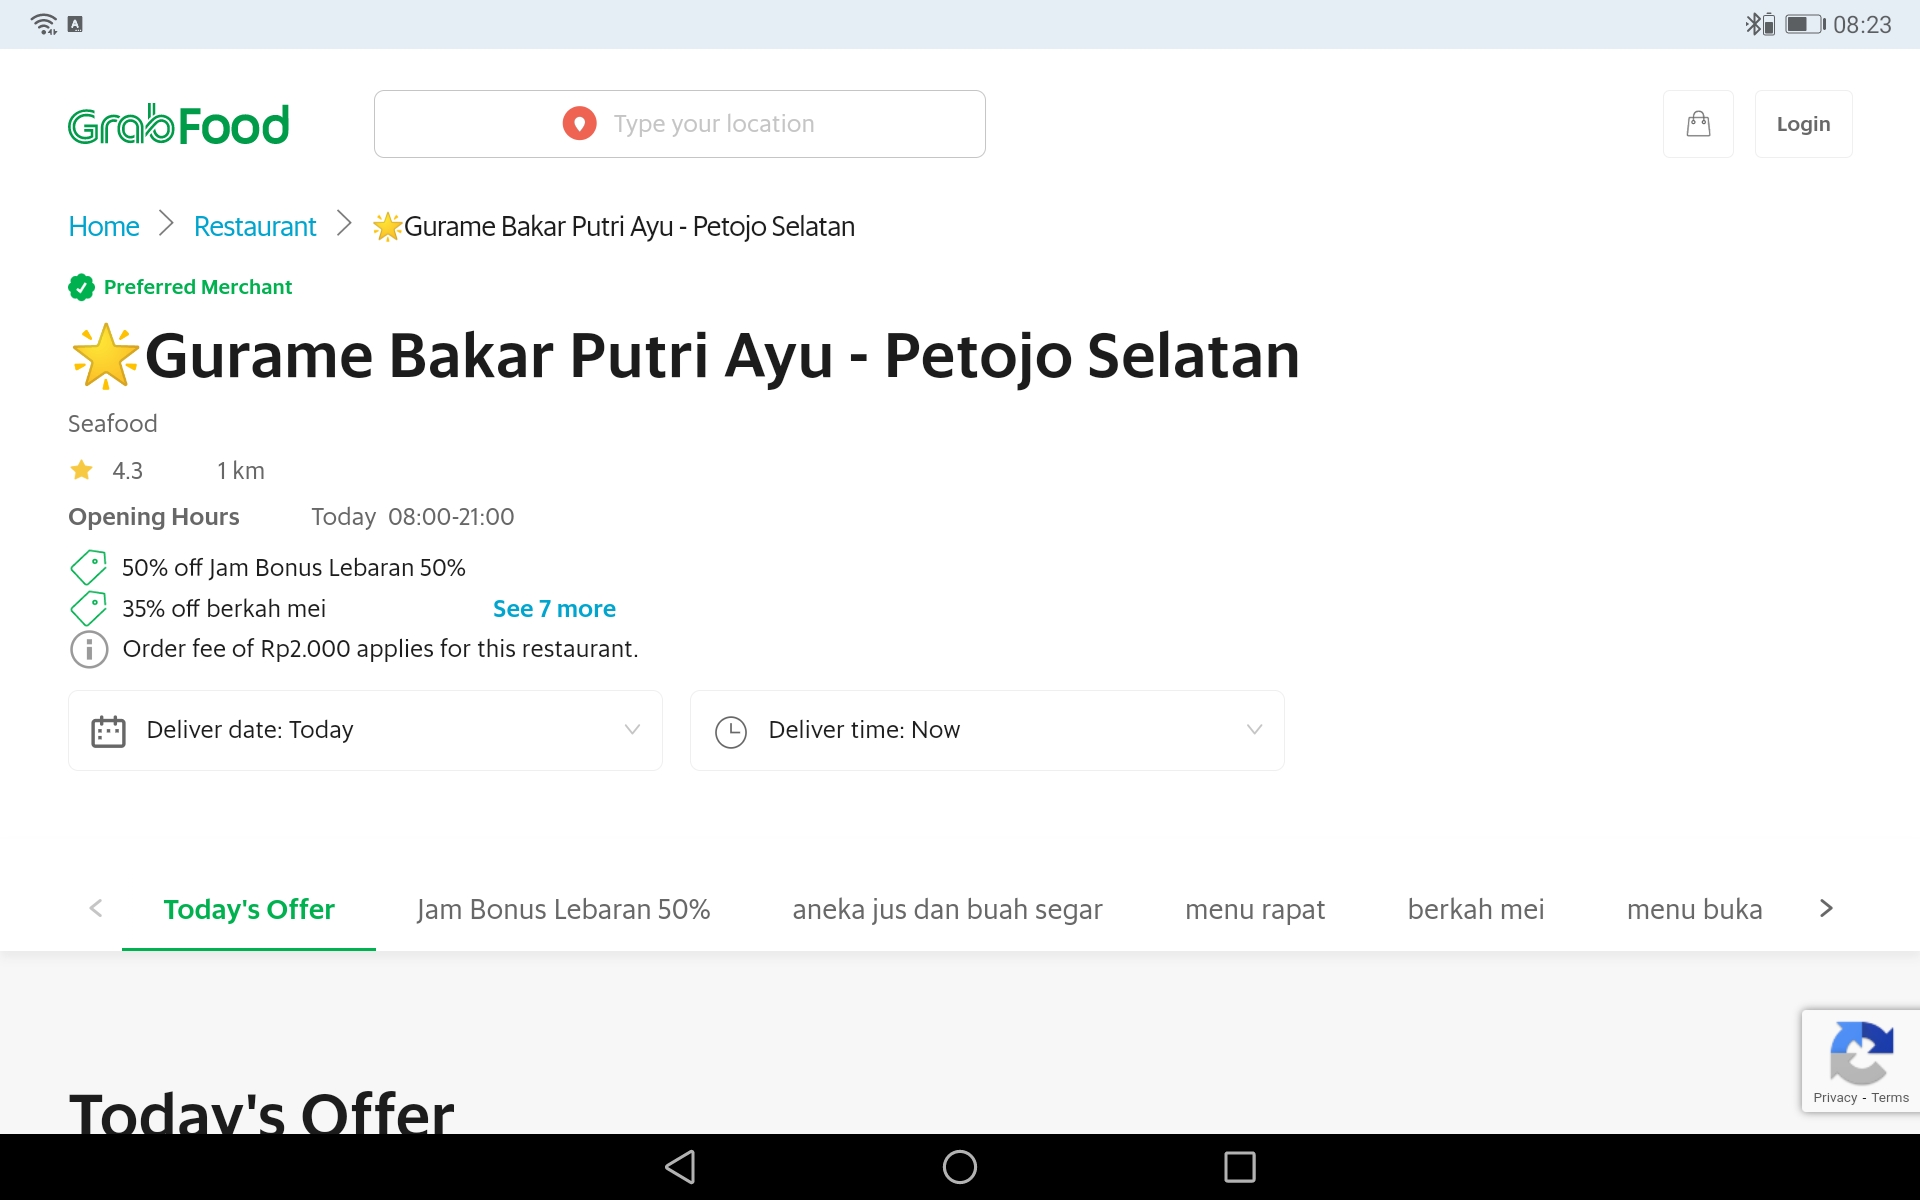 08:23
GrabFood
Type your location
Login
Home > Restaurant > 🌟Gurame Bakar Putri Ayu - Petojo Selatan
Preferred Merchant
🌟Gurame Bakar Putri Ayu - Petojo Selatan
Seafood
4.3 1 km
Opening Hours Today 08:00-21:00
50% off Jam Bonus Lebaran 50%
35% off berkah mei See 7 more
Order fee of Rp2.000 applies for this restaurant.
Deliver date: Today Deliver time: Now
Today's Offer Jam Bonus Lebaran 50% aneka jus dan buah segar menu rapat berkah mei menu buka
Privacy - Terms
Today's Offer